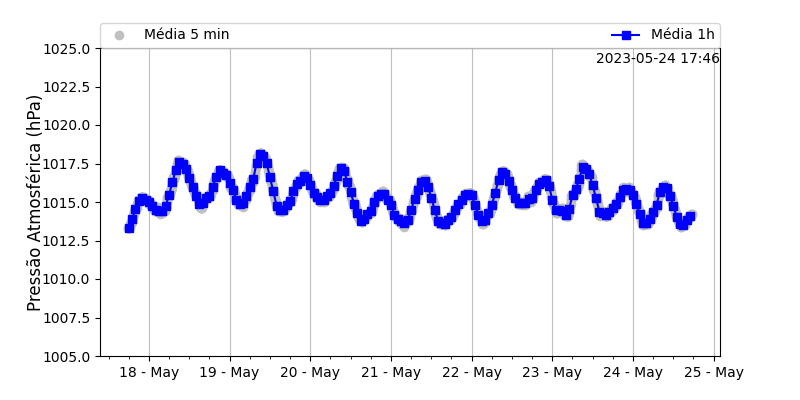 Média 5 min
Média 1h
2023-05-24 17:46
Pressão Atmosférica (hPa)
1025.0
1022.5
1020.0
1017.5
1015.0
1012.5
1010.0
1007.5
1005.0
18 - May
19 - May
20 - May
21 - May
22 - May
23 - May
24 - May
25 - May